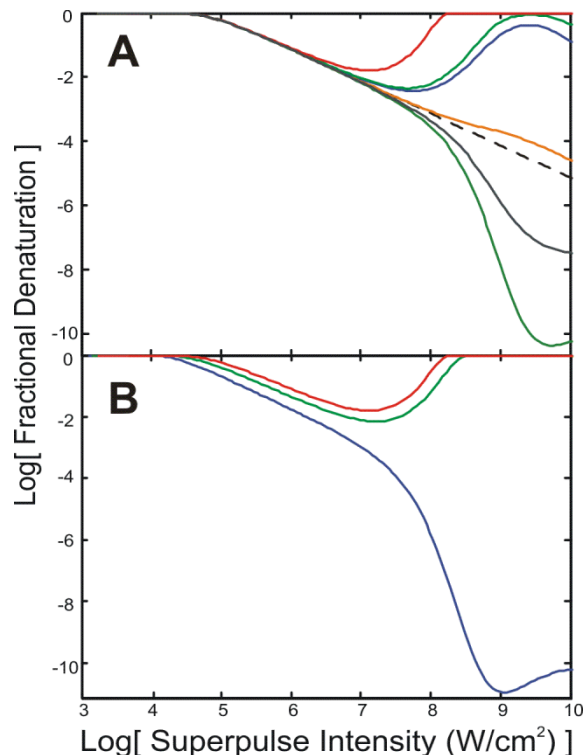 A
0
-2
-4
-6
-8
-10
B
0
-2
-4
-6
-8
-10
3 4 5 6 7 8 9 10
Log[ Fractional Denaturation ]
Log[ Superpulse Intensity (W/cm²) ]